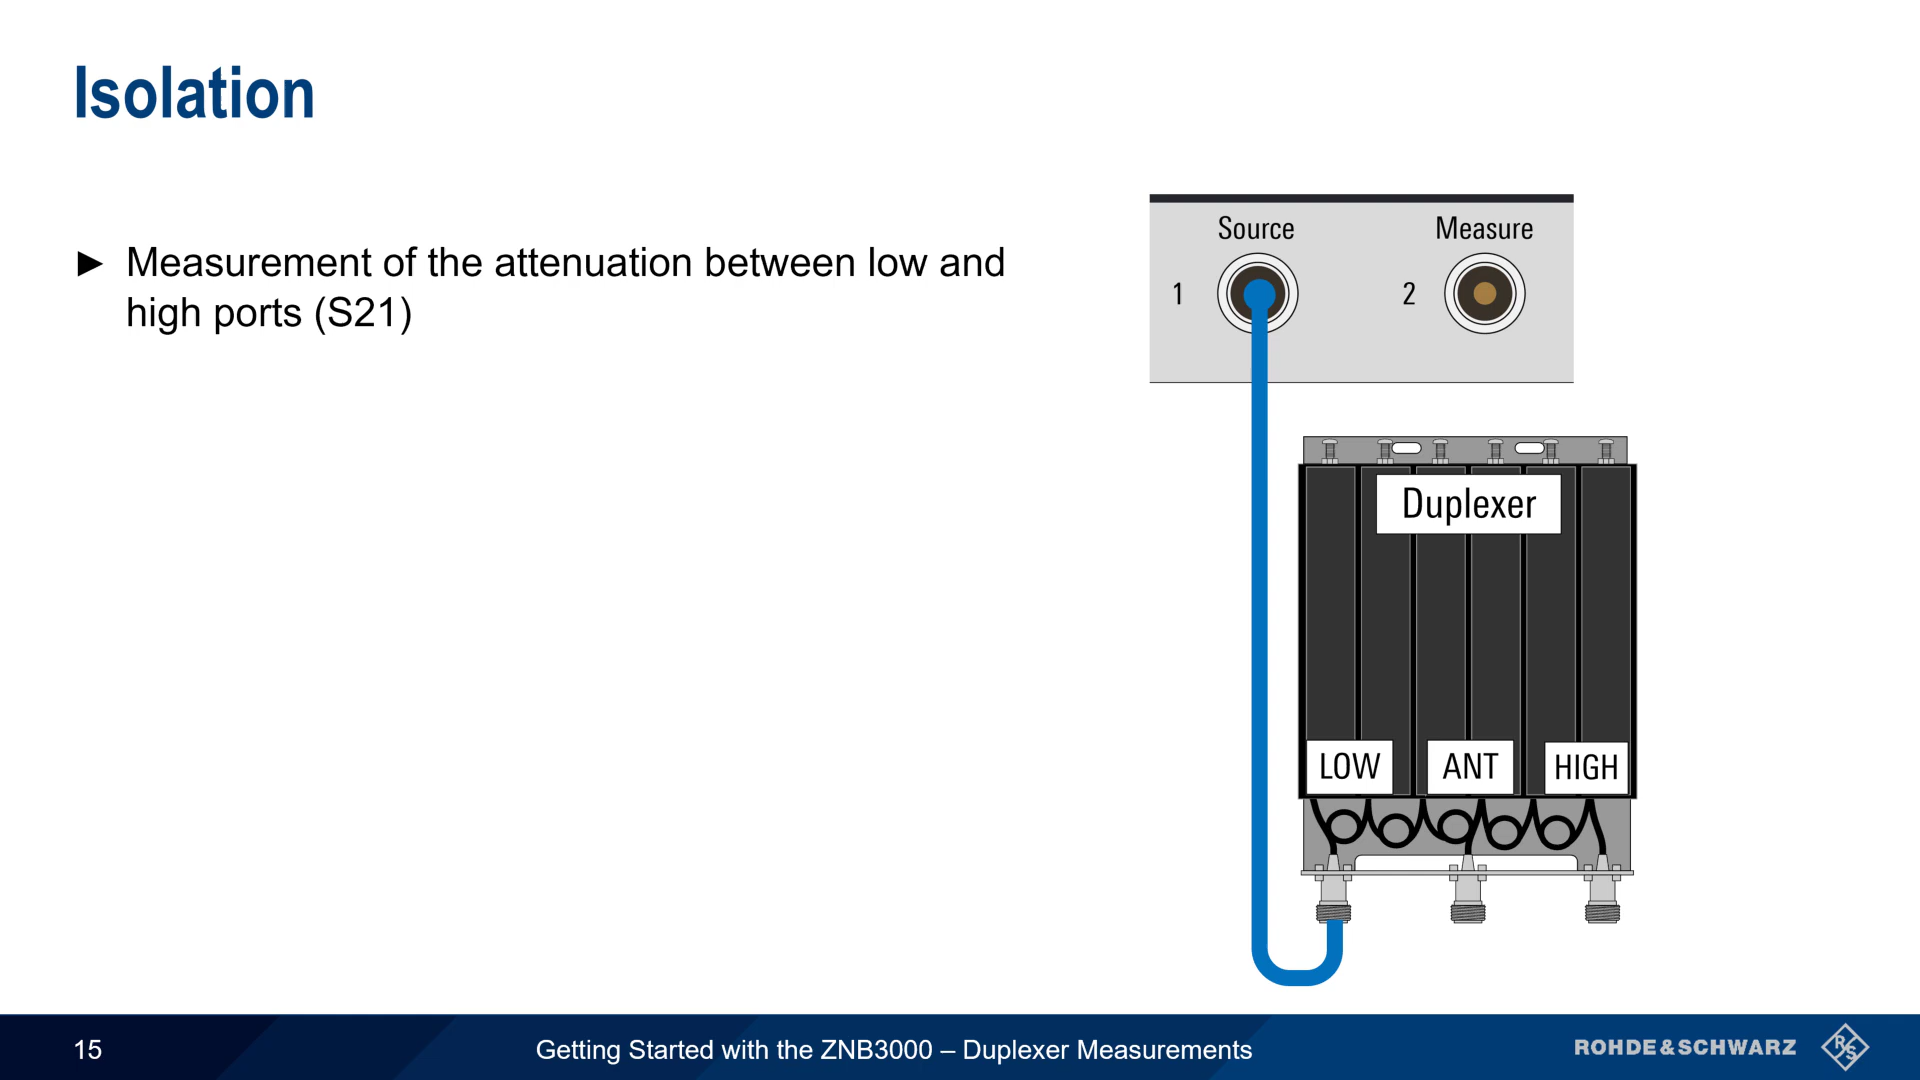 Isolation
► Measurement of the attenuation between low and
high ports (S21)
Source
Measure
1
2
Duplexer
LOW
ANT
HIGH
15
Getting Started with the ZNB3000 – Duplexer Measurements
ROHDE&SCHWARZ
R&S